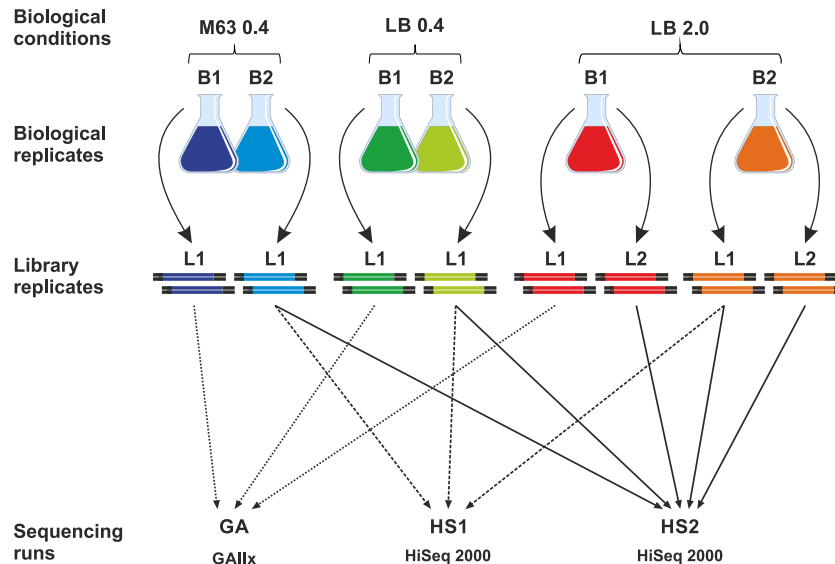 Biological
conditions
M63 0.4
LB 0.4
LB 2.0
B1
B2
B1
B2
B1
B2
Biological
replicates
L1
L1
L1
L1
L1
L2
L1
L2
Library
replicates
Sequencing
runs
GA
HS1
HS2
GAIIx
HiSeq 2000
HiSeq 2000